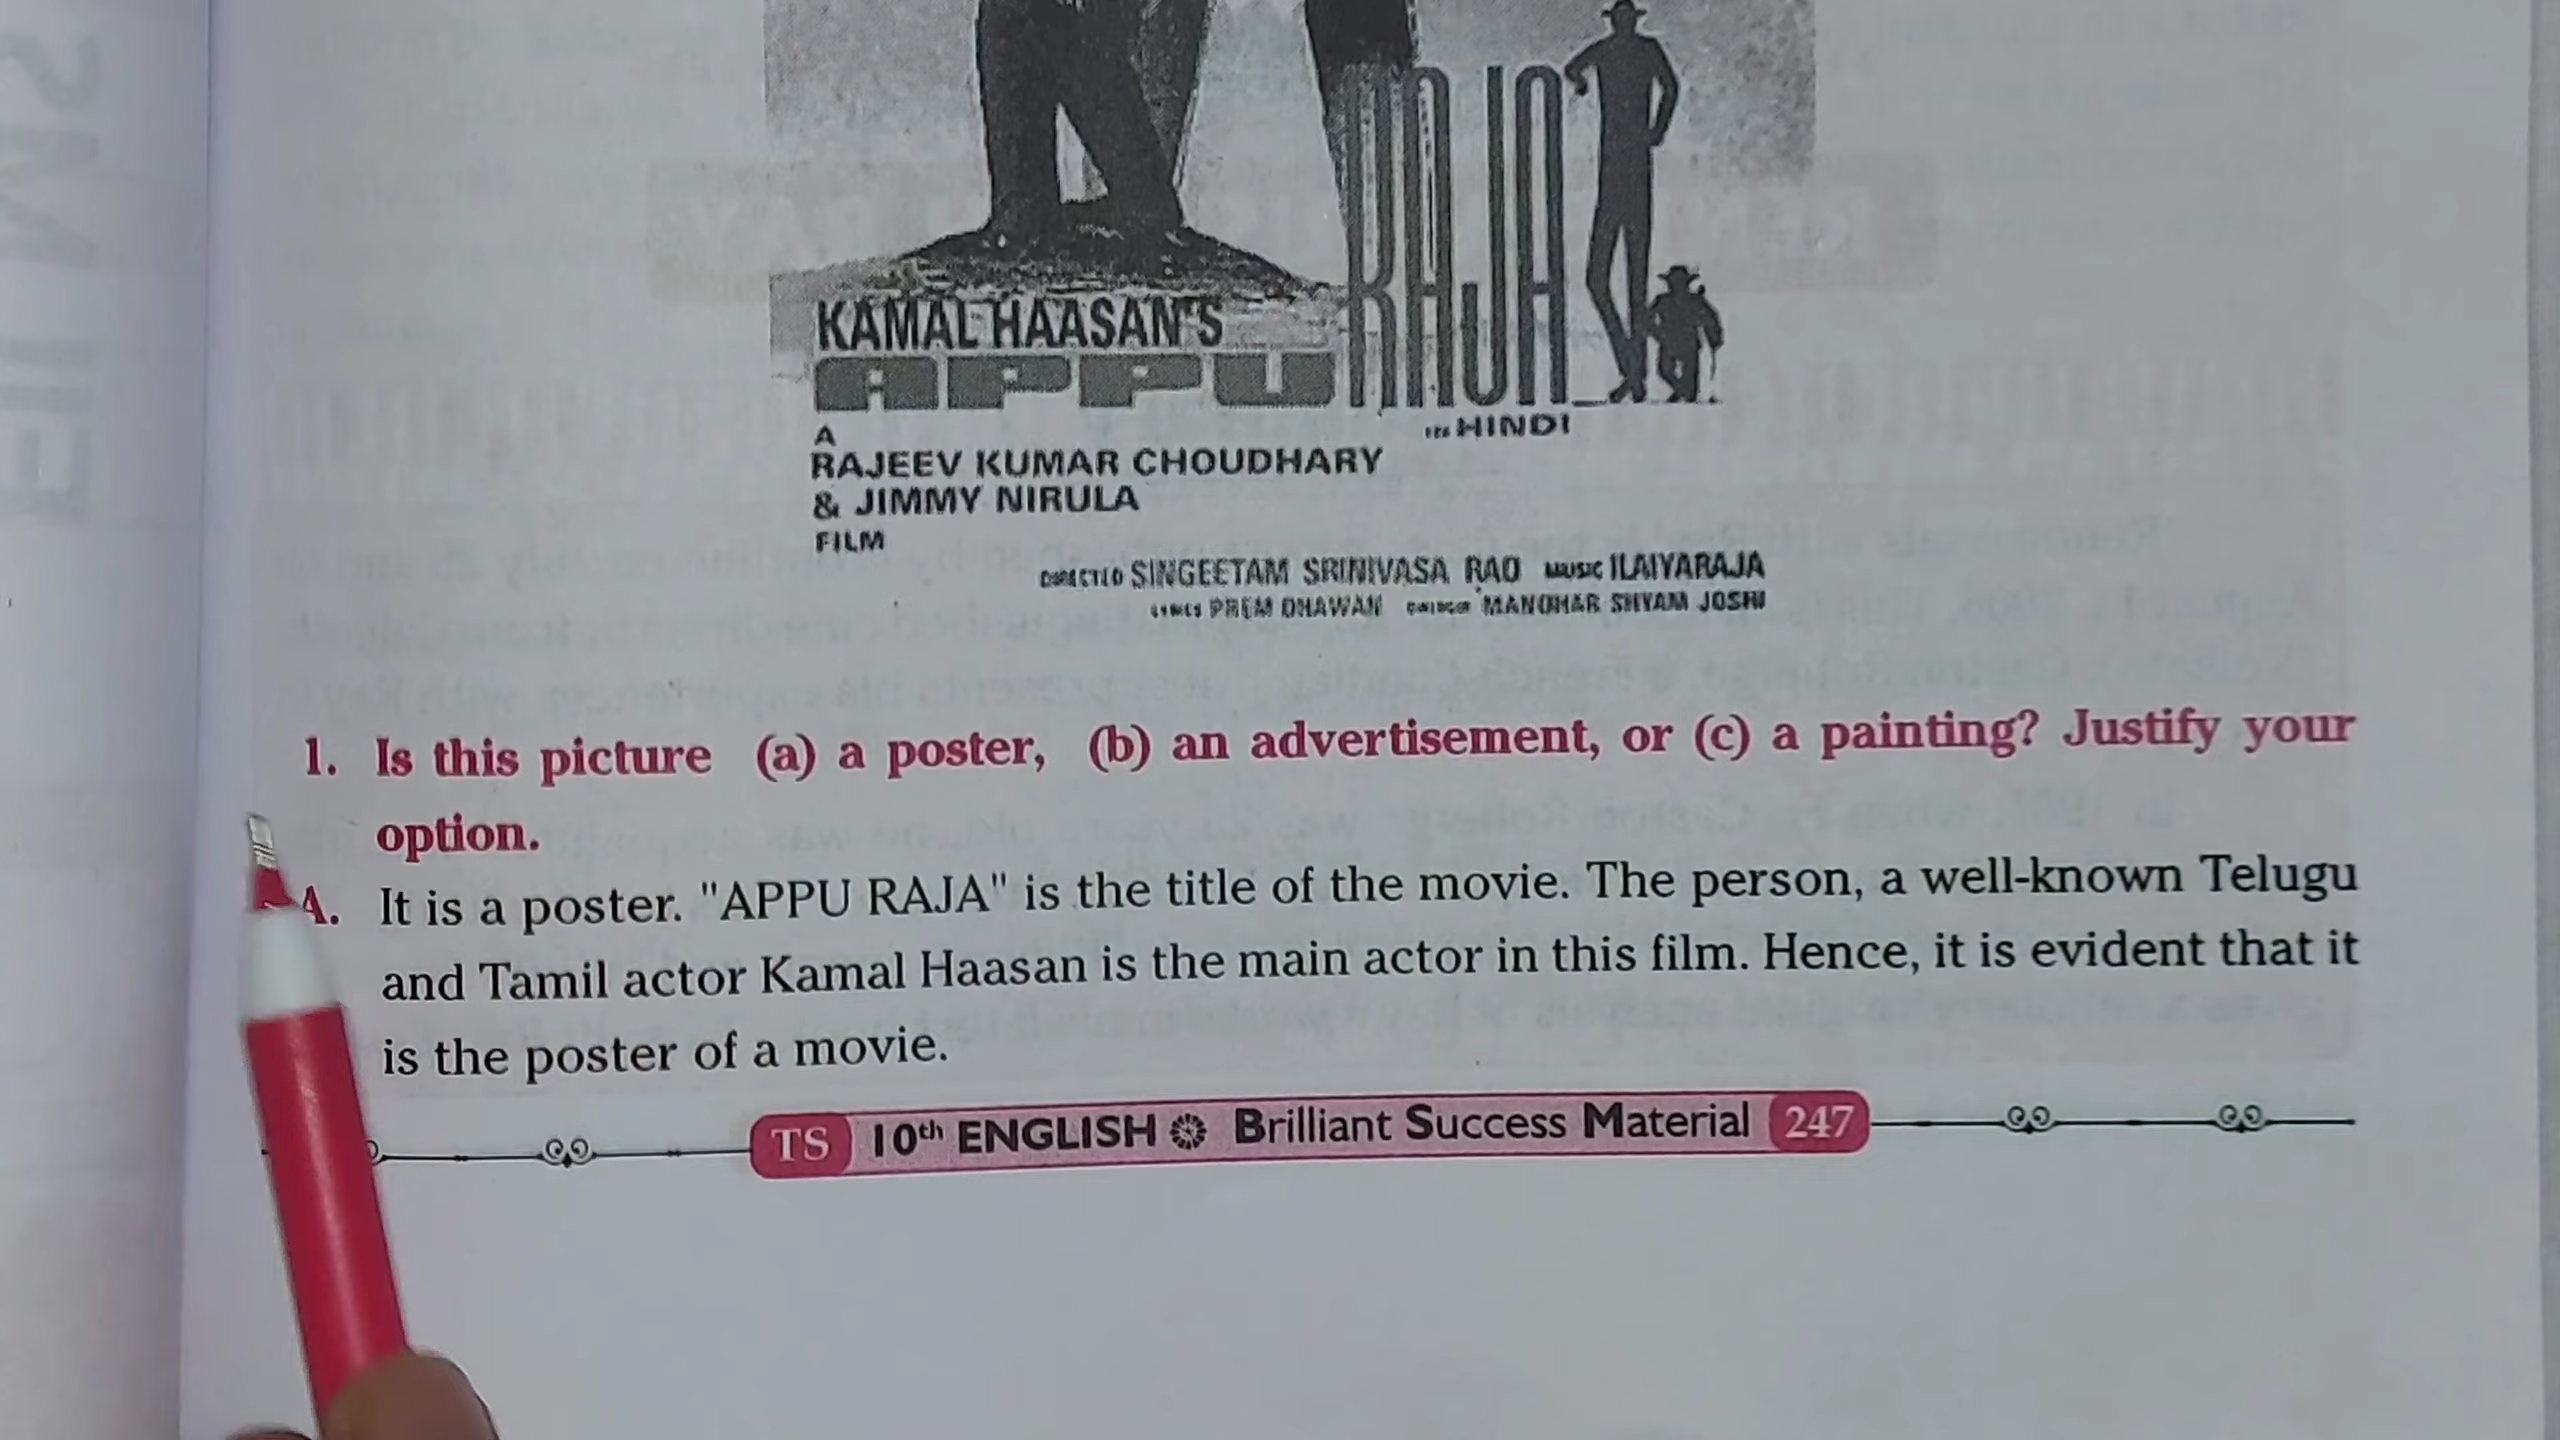 KAMAL HAASAN'S
APPU RAJA
in HINDI
A
RAJEEV KUMAR CHOUDHARY
& JIMMY NIRULA
FILM
DIRECTED SINGEETAM SRINIVASA RAO MUSIC ILAIYARAJA
LYRICS PREM DHAWAN MANOHAR SHYAM JOSHI
1. Is this picture (a) a poster, (b) an advertisement, or (c) a painting? Justify your
option.
A. It is a poster. "APPU RAJA" is the title of the movie. The person, a well-known Telugu
and Tamil actor Kamal Haasan is the main actor in this film. Hence, it is evident that it
is the poster of a movie.
TS 10th ENGLISH Brilliant Success Material 247